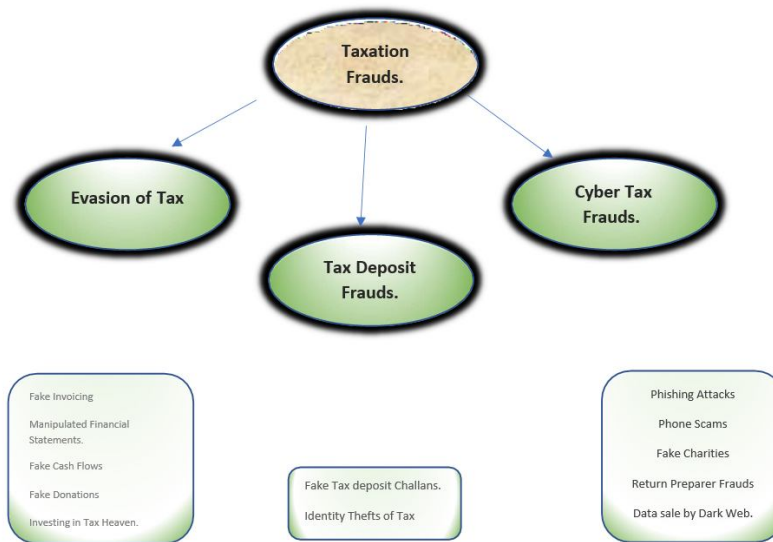 Taxation
Frauds.
Evasion of Tax
Cyber Tax
Frauds.
Tax Deposit
Frauds.
Fake Invoicing
Manipulated Financial
Statements.
Fake Cash Flows
Fake Donations
Investing in Tax Heaven.
Fake Tax deposit Challans.
Identity Thefts of Tax
Phishing Attacks
Phone Scams
Fake Charities
Return Preparer Frauds
Data sale by Dark Web.